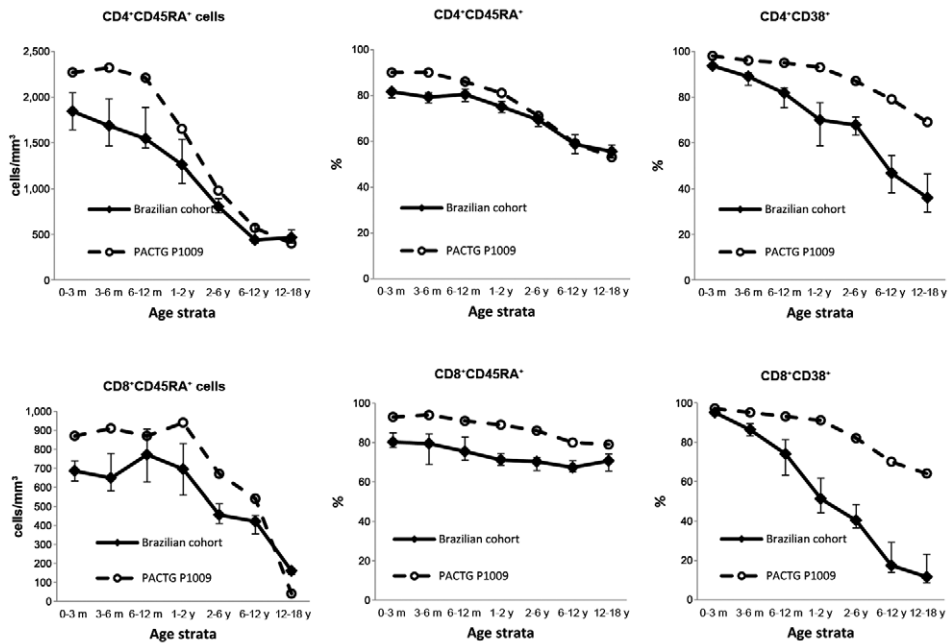 CD4⁺CD45RA⁺ cells
2,500
2,000
1,500
1,000
500
0
cells/mm³
Brazilian cohort
PACTG P1009
0-3 m 3-6 m 6-12 m 1-2 y 2-6 y 6-12 y 12-18 y
Age strata
CD4⁺CD45RA⁺
100
80
60
40
20
0
%
Brazilian cohort
PACTG P1009
0-3 m 3-6 m 6-12 m 1-2 y 2-6 y 6-12 y 12-18 y
Age strata
CD4⁺CD38⁺
100
80
60
40
20
0
%
Brazilian cohort
PACTG P1009
0-3 m 3-6 m 6-12 m 1-2 y 2-6 y 6-12 y 12-18 y
Age strata
CD8⁺CD45RA⁺ cells
1,000
900
800
700
600
500
400
300
200
100
0
cells/mm³
Brazilian cohort
PACTG P1009
0-3 m 3-6 m 6-12 m 1-2 y 2-6 y 6-12 y 12-18 y
Age strata
CD8⁺CD45RA⁺
100
80
60
40
20
0
%
Brazilian cohort
PACTG P1009
0-3 m 3-6 m 6-12 m 1-2 y 2-6 y 6-12 y 12-18 y
Age strata
CD8⁺CD38⁺
100
80
60
40
20
0
%
Brazilian cohort
PACTG P1009
0-3 m 3-6 m 6-12 m 1-2 y 2-6 y 6-12 y 12-18 y
Age strata